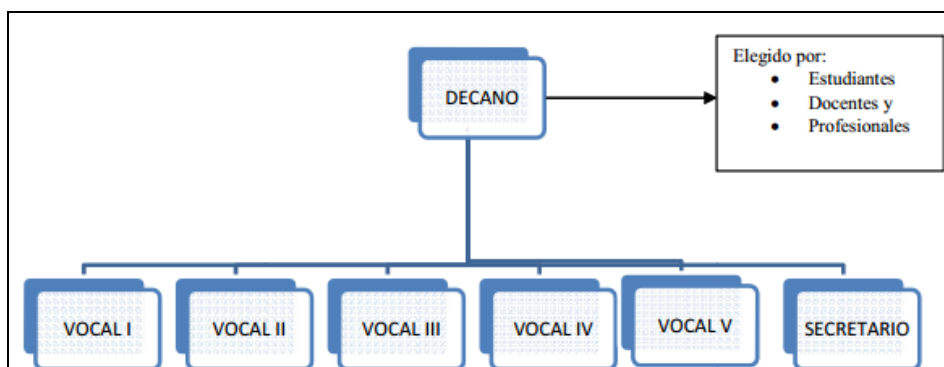 DECANO
Elegido por:
• Estudiantes
• Docentes y
• Profesionales
VOCAL I
VOCAL II
VOCAL III
VOCAL IV
VOCAL V
SECRETARIO